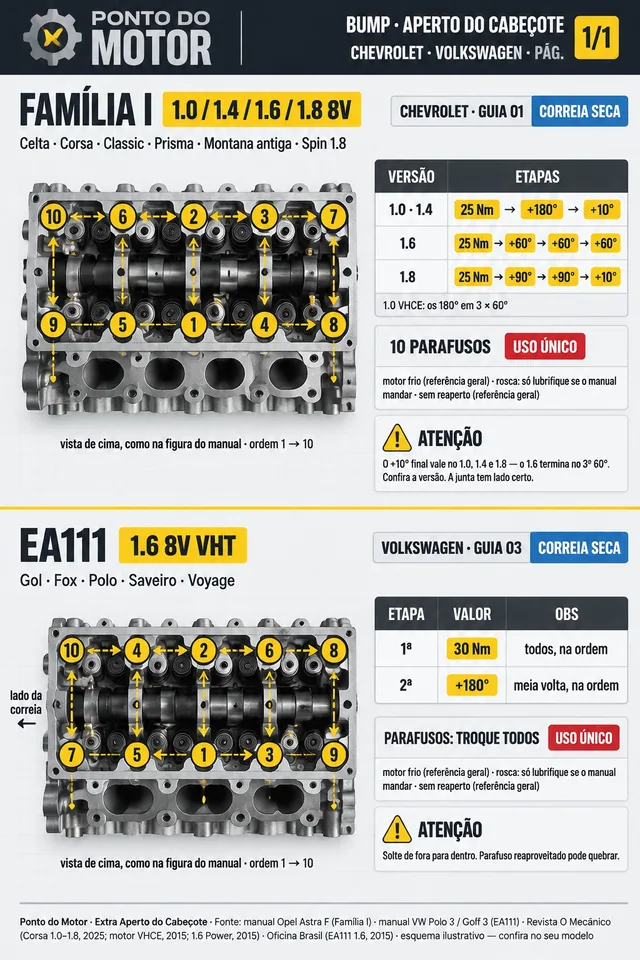 PONTO DO
MOTOR
BUMP · APERTO DO CABEÇOTE
CHEVROLET · VOLKSWAGEN · PÁG.
1/1
FAMÍLIA I
1.0 / 1.4 / 1.6 / 1.8 8V
CHEVROLET · GUIA 01
CORREIA SECA
Celta · Corsa · Classic · Prisma · Montana antiga · Spin 1.8
10 6 2 3 7
9 5 1 4 8
vista de cima, como na figura do manual · ordem 1 → 10
VERSÃO ETAPAS
1.0 · 1.4 25 Nm → +180° → +10°
1.6 25 Nm → +60° → +60° → +60°
1.8 25 Nm → +90° → +90° → +10°
1.0 VHCE: os 180° em 3 × 60°
10 PARAFUSOS USO ÚNICO
motor frio (referência geral) · rosca: só lubrifique se o manual
mandar · sem reaperto (referência geral)
ATENÇÃO
O +10° final vale no 1.0, 1.4 e 1.8 — o 1.6 termina no 3º 60°.
Confira a versão. A junta tem lado certo.
EA111
1.6 8V VHT
VOLKSWAGEN · GUIA 03
CORREIA SECA
Gol · Fox · Polo · Saveiro · Voyage
10 4 2 6 8
lado da
correia
←
7 5 1 3 9
vista de cima, como na figura do manual · ordem 1 → 10
ETAPA VALOR OBS
1ª 30 Nm todos, na ordem
2ª +180° meia volta, na ordem
PARAFUSOS: TROQUE TODOS USO ÚNICO
motor frio (referência geral) · rosca: só lubrifique se o manual
mandar · sem reaperto (referência geral)
ATENÇÃO
Solte de fora para dentro. Parafuso reaproveitado pode quebrar.
Ponto do Motor · Extra Aperto do Cabeçote · Fonte: manual Opel Astra F (Família I) · manual VW Polo 3 / Goff 3 (EA111) · Revista O Mecânico
(Corsa 1.0–1.8, 2025; motor VHCE, 2015; 1.6 Power, 2015) · Oficina Brasil (EA111 1.6, 2015) · esquema ilustrativo — confira no seu modelo